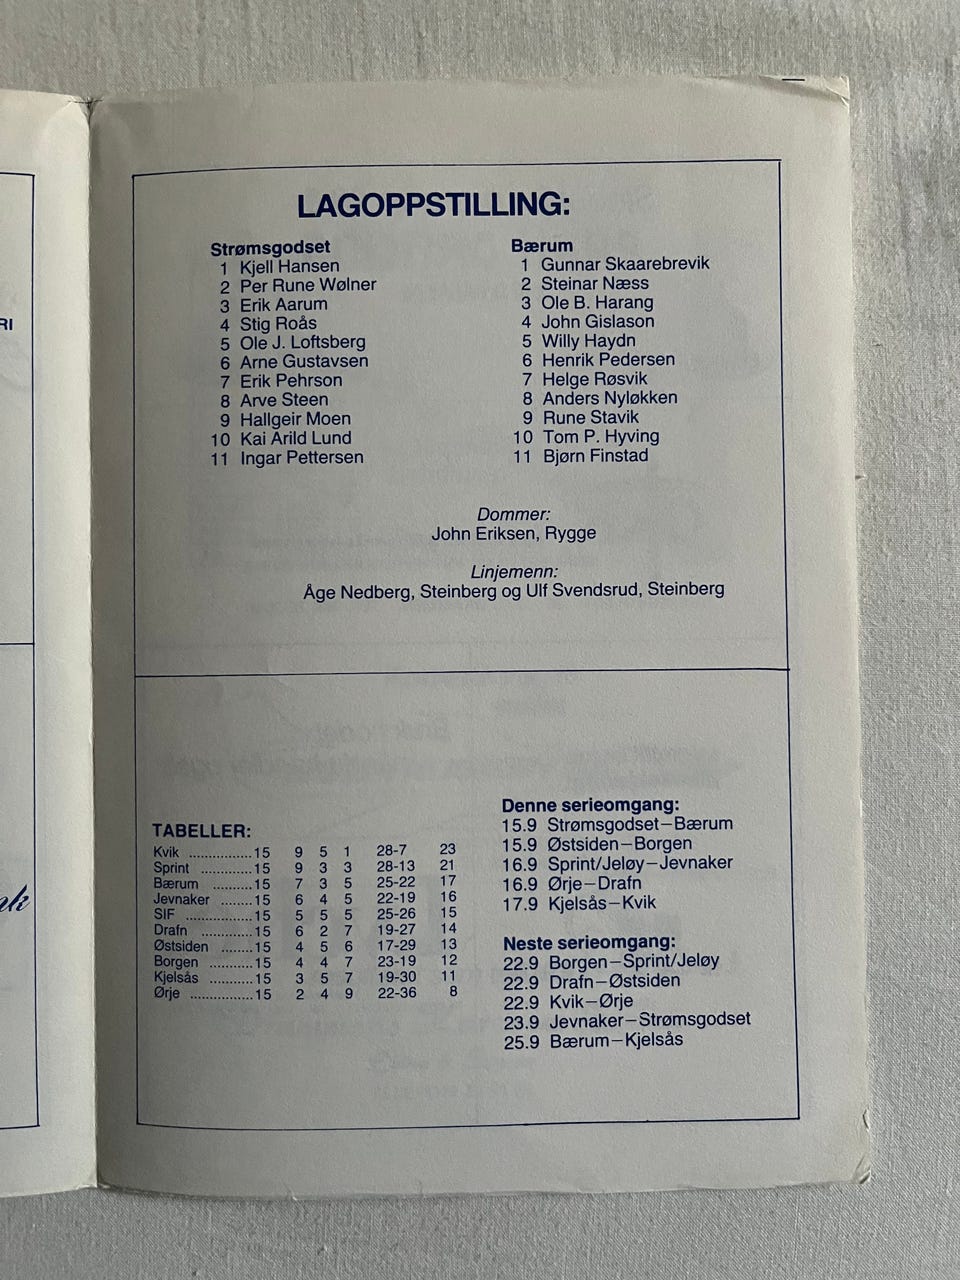 RI
nk
LAGOPPSTILLING:
Strømsgodset
1 Kjell Hansen
2 Per Rune Wølner
3 Erik Aarum
4 Stig Roås
5 Ole J. Loftsberg
6 Arne Gustavsen
7 Erik Pehrson
8 Arve Steen
9 Hallgeir Moen
10 Kai Arild Lund
11 Ingar Pettersen
Bærum
1 Gunnar Skaarebrevik
2 Steinar Næss
3 Ole B. Harang
4 John Gislason
5 Willy Haydn
6 Henrik Pedersen
7 Helge Røsvik
8 Anders Nyløkken
9 Rune Stavik
10 Tom P. Hyving
11 Bjørn Finstad
Dommer:
John Eriksen, Rygge
Linjemenn:
Åge Nedberg, Steinberg og Ulf Svendsrud, Steinberg
TABELLER:
Kvik ................15 9 5 1 28-7 23
Sprint .............15 9 3 3 28-13 21
Bærum ..........15 7 3 5 25-22 17
Jevnaker ........15 6 4 5 22-19 16
SIF .................15 5 5 5 25-26 15
Drafn .............15 6 2 7 19-27 14
Østsiden ........15 4 5 6 17-29 13
Borgen ...........15 4 4 7 23-19 12
Kjelsås ...........15 3 5 7 19-30 11
Ørje ................15 2 4 9 22-36 8
Denne serieomgang:
15.9 Strømsgodset—Bærum
15.9 Østsiden—Borgen
16.9 Sprint/Jeløy—Jevnaker
16.9 Ørje—Drafn
17.9 Kjelsås—Kvik
Neste serieomgang:
22.9 Borgen—Sprint/Jeløy
22.9 Drafn—Østsiden
22.9 Kvik—Ørje
23.9 Jevnaker—Strømsgodset
25.9 Bærum—Kjelsås